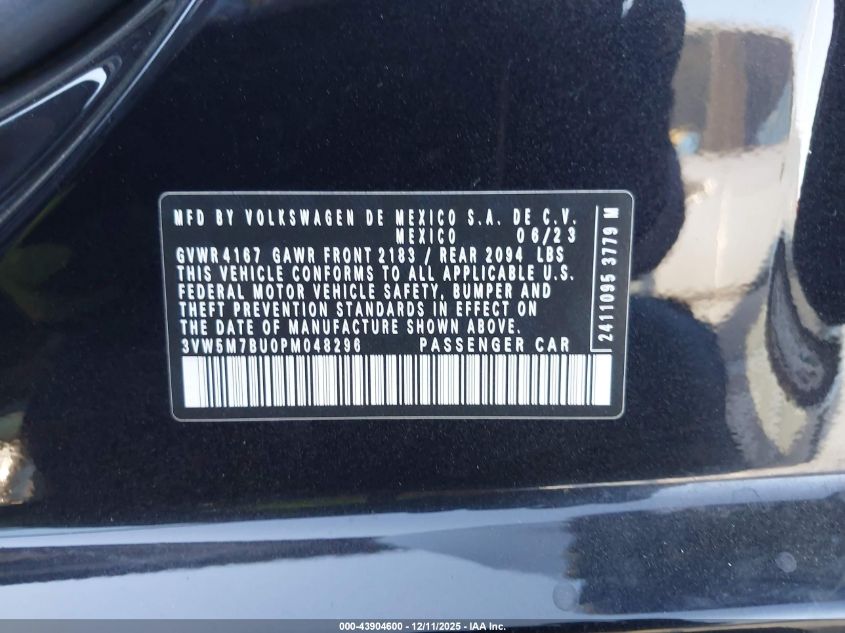 MFD BY VOLKSWAGEN DE MEXICO S.A. DE C.V.
MEXICO 06/23
GVWR 4167 GAWR FRONT 2183 / REAR 2094 LBS
THIS VEHICLE CONFORMS TO ALL APPLICABLE U.S.
FEDERAL MOTOR VEHICLE SAFETY, BUMPER AND
THEFT PREVENTION STANDARDS IN EFFECT ON
THE DATE OF MANUFACTURE SHOWN ABOVE.
3VW5M7BU0PM048296 PASSENGER CAR
2411095 3779 M
000-43904600 - 12/11/2025 - IAA Inc.